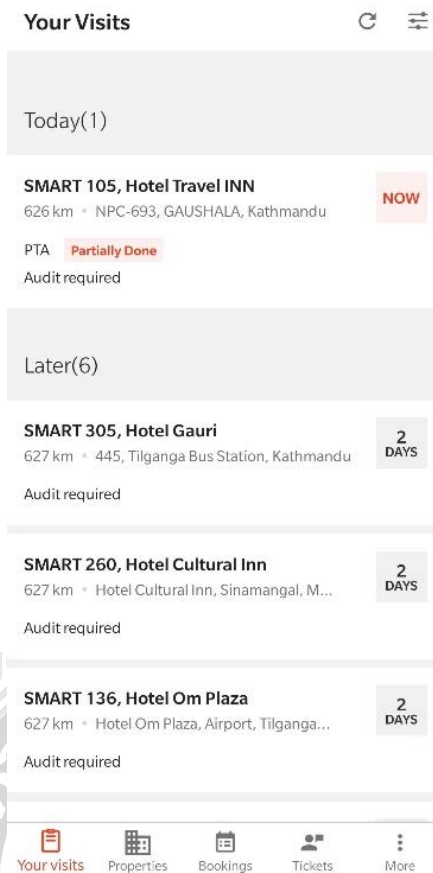 Your Visits
Today(1)
SMART 105, Hotel Travel INN
626 km • NPC-693, GAUSHALA, Kathmandu
NOW
PTA Partially Done
Audit required
Later(6)
SMART 305, Hotel Gauri
627 km • 445, Tilganga Bus Station, Kathmandu
2
DAYS
Audit required
SMART 260, Hotel Cultural Inn
627 km • Hotel Cultural Inn, Sinamangal, M...
2
DAYS
Audit required
SMART 136, Hotel Om Plaza
627 km • Hotel Om Plaza, Airport, Tilganga...
2
DAYS
Audit required
Your visits Properties Bookings Tickets More